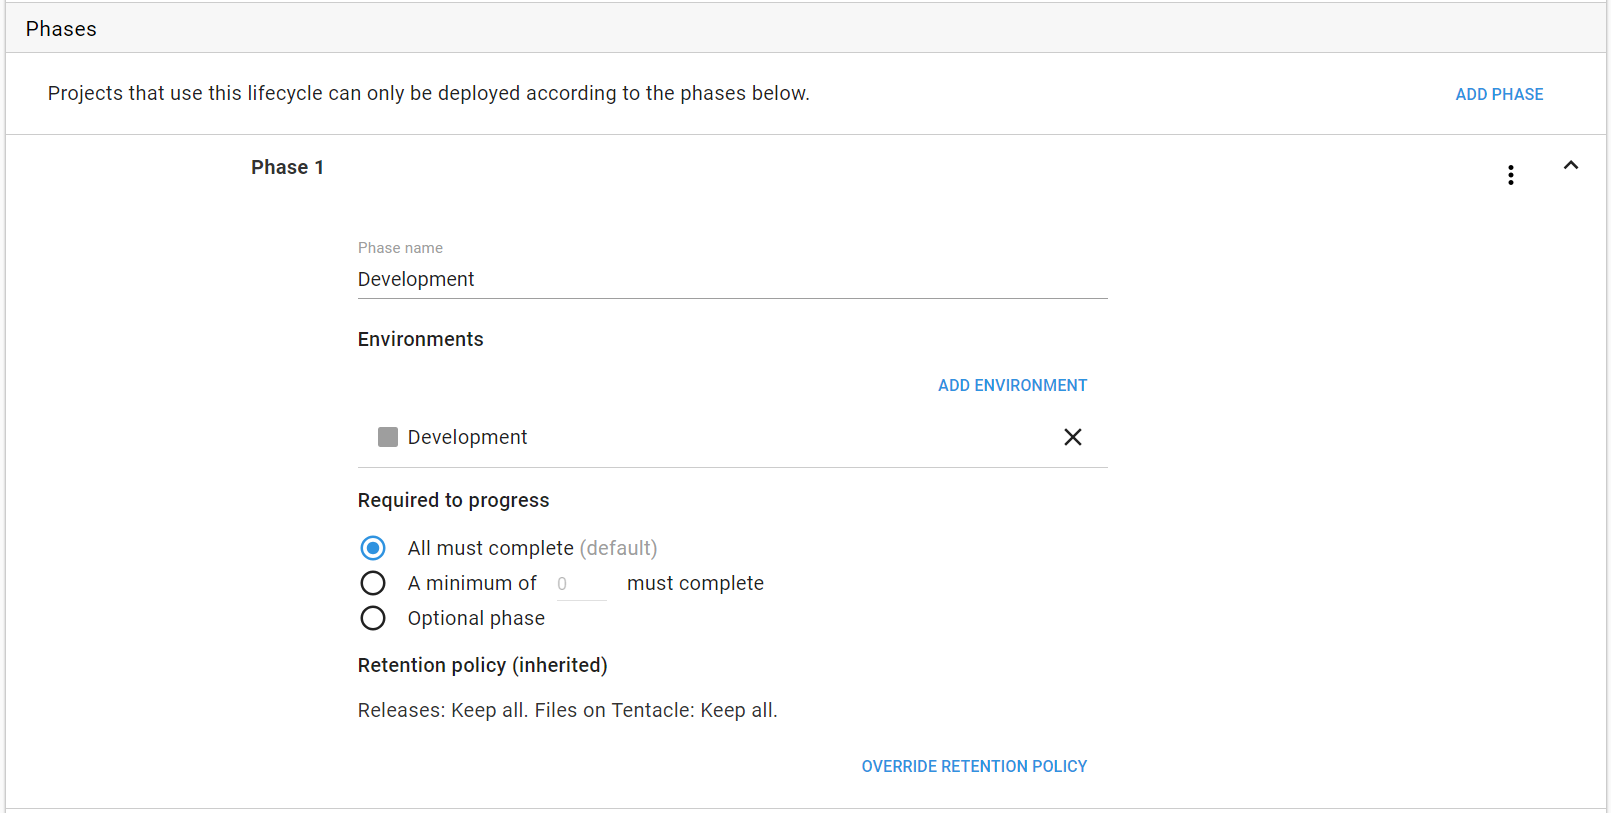 Phases
Projects that use this lifecycle can only be deployed according to the phases below.
ADD PHASE
Phase 1
Phase name
Development
Environments
ADD ENVIRONMENT
Development
Required to progress
All must complete (default)
A minimum of 0 must complete
Optional phase
Retention policy (inherited)
Releases: Keep all. Files on Tentacle: Keep all.
OVERRIDE RETENTION POLICY